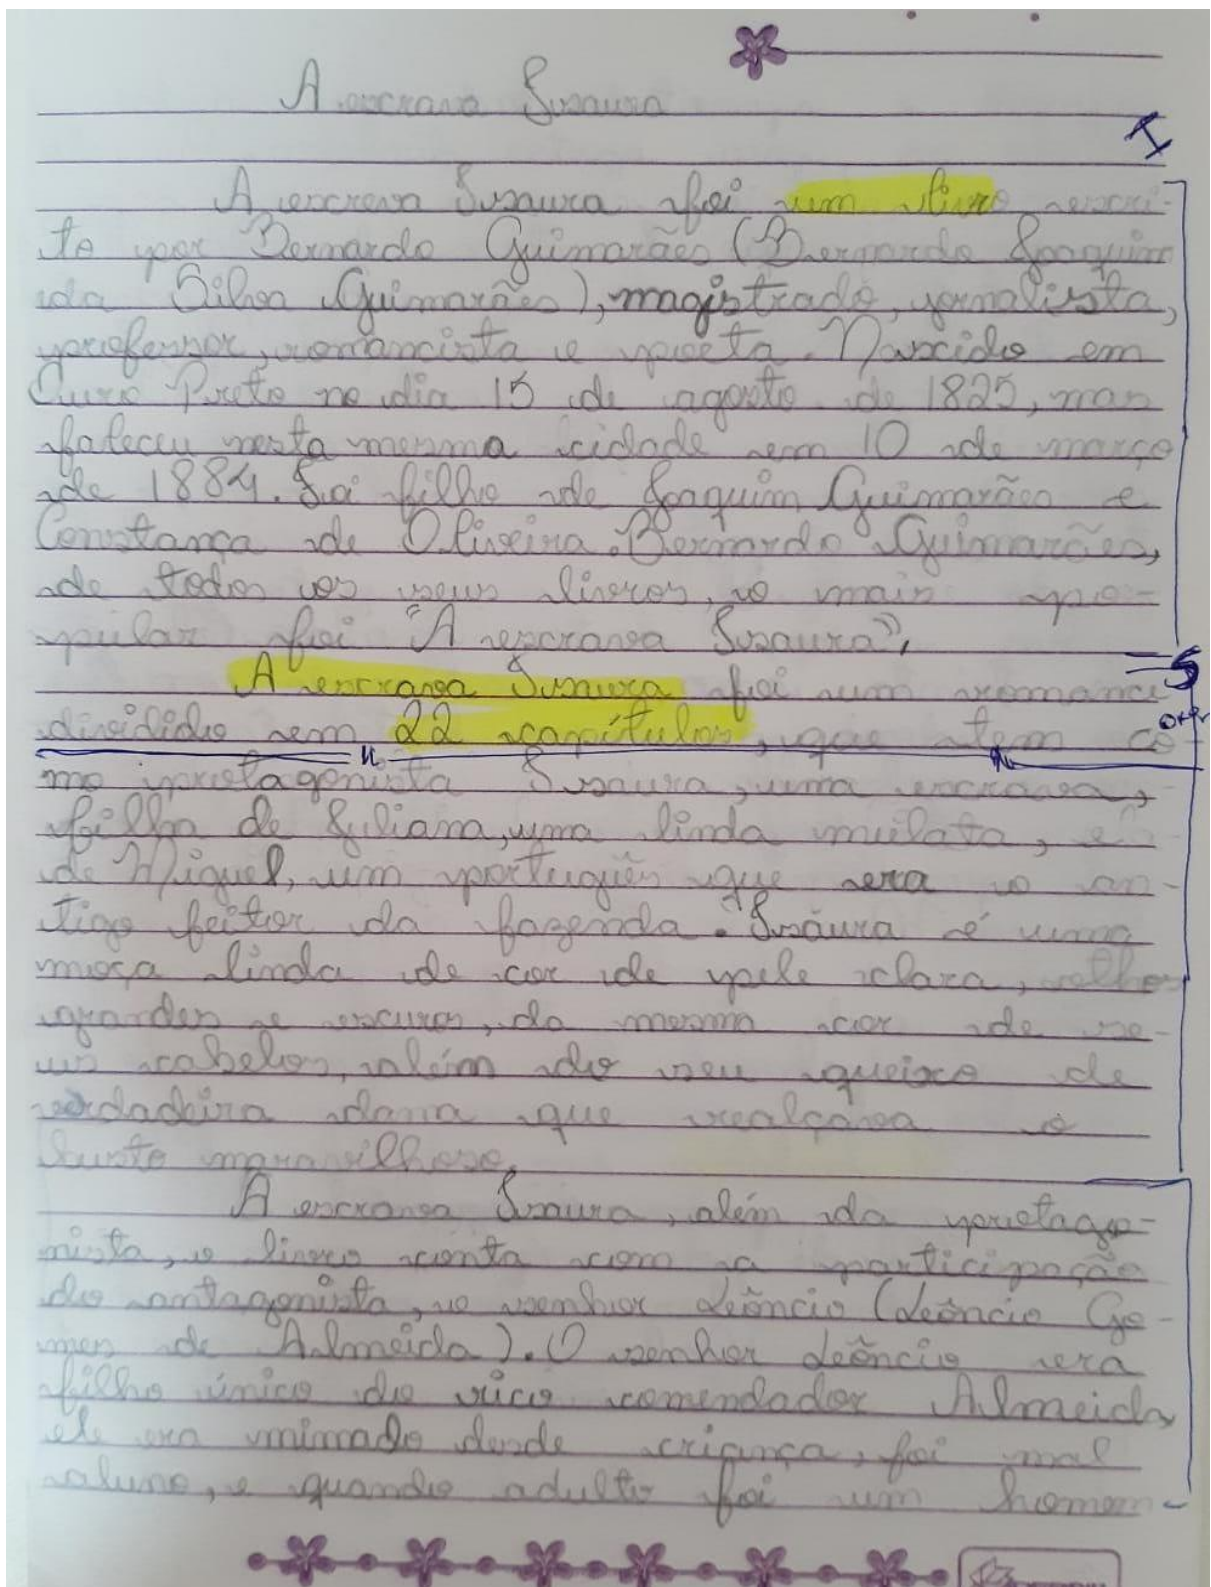 A escrava Isaura
I
A escrava Isaura foi um livro escri-
to por Bernardo Guimarães (Bernardo Joaquim
da Silva Guimarães), magistrado, jornalista,
professor, romancista e poeta. Nascido em
Ouro Preto no dia 15 de agosto de 1825, mas
faleceu nesta mesma cidade em 10 de março
de 1884. Foi filho de Joaquim Guimarães e
Constança de Oliveira. Bernardo Guimarães,
de todos os seus livros, o mais po-
pular foi "A escrava Isaura",
A escrava Isaura foi um romance
dividido em 22 capítulos, que tem co-
mo protagonista Isaura, uma escrava,
filha de Juliana, uma linda mulata, e
de Miguel, um português que era o an-
tigo feitor da fazenda. Isaura é uma
moça linda de cor de pele clara, olhos
grandes e escuros, da mesma cor de se-
us cabelos, além do seu queixo de
verdadeira dama que realçava o
busto maravilhoso.
A escrava Isaura, além da protago-
nista, o livro conta com a participação
do antagonista, o senhor Leôncio (Leôncio Go-
mes de Almeida). O senhor Leôncio era
filho único do rico comendador Almeida,
ele era mimado desde criança, foi mal
aluno, e quando adulto foi um homem